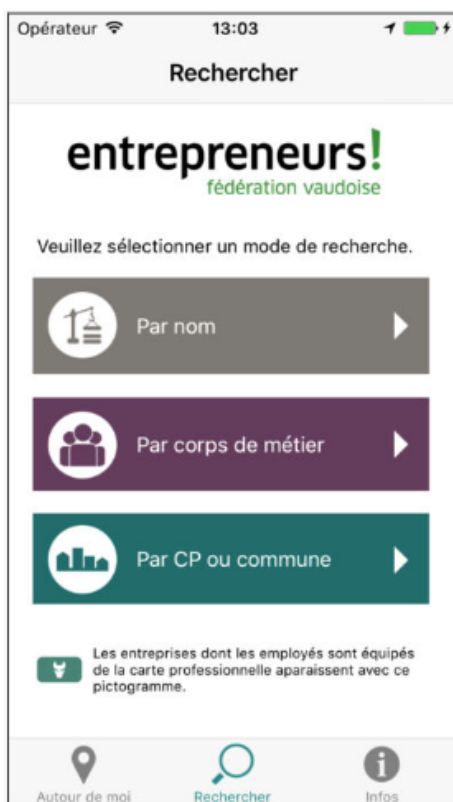 Opérateur 13:03
Rechercher
entrepreneurs!
fédération vaudoise
Veuillez sélectionner un mode de recherche.
Par nom
Par corps de métier
Par CP ou commune
Les entreprises dont les employés sont équipés
de la carte professionnelle aparaissent avec ce
pictogramme.
Autour de moi Rechercher Infos